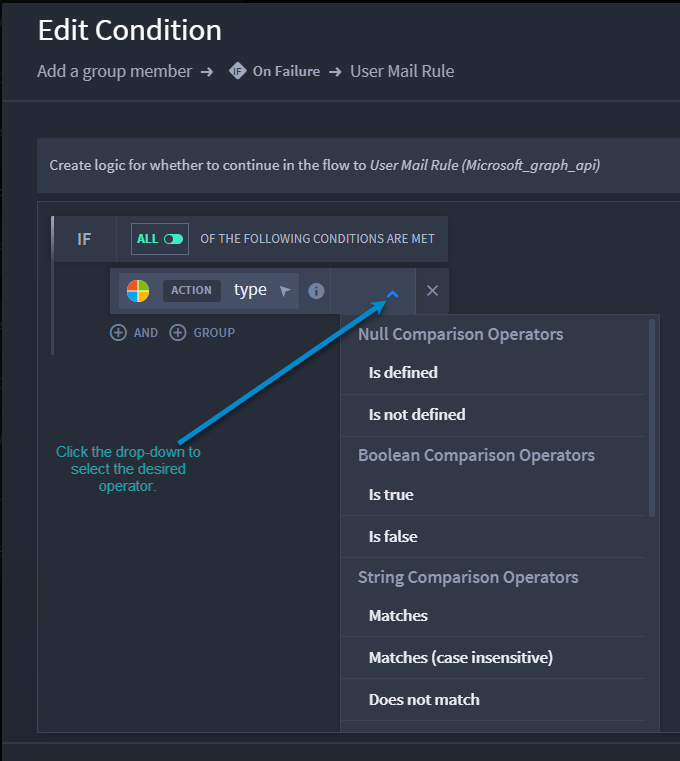 Edit Condition
Add a group member → IF On Failure → User Mail Rule
Create logic for whether to continue in the flow to User Mail Rule (Microsoft_graph_api)
IF ALL OF THE FOLLOWING CONDITIONS ARE MET
ACTION type
AND GROUP
Null Comparison Operators
Is defined
Is not defined
Boolean Comparison Operators
Is true
Is false
String Comparison Operators
Matches
Matches (case insensitive)
Does not match
Click the drop-down to
select the desired
operator.